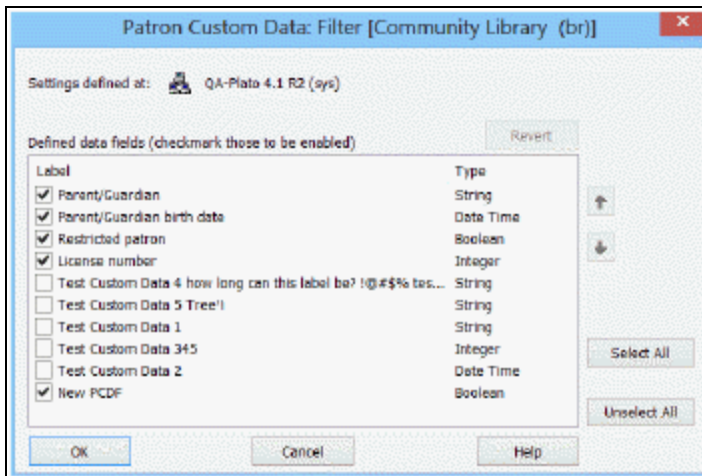 Patron Custom Data: Filter [Community Library (br)]
Settings defined at: QA-Plato 4.1 R2 (sys)
Defined data fields (checkmark those to be enabled) Revert
Label Type
Parent/Guardian String
Parent/Guardian birth date Date Time
Restricted patron Boolean
License number Integer
Test Custom Data 4 how long can this label be? !@#$% tes... String
Test Custom Data 5 Tree'! String
Test Custom Data 1 String
Test Custom Data 345 Integer
Test Custom Data 2 Date Time
New PCDF Boolean
Select All
Unselect All
OK Cancel Help